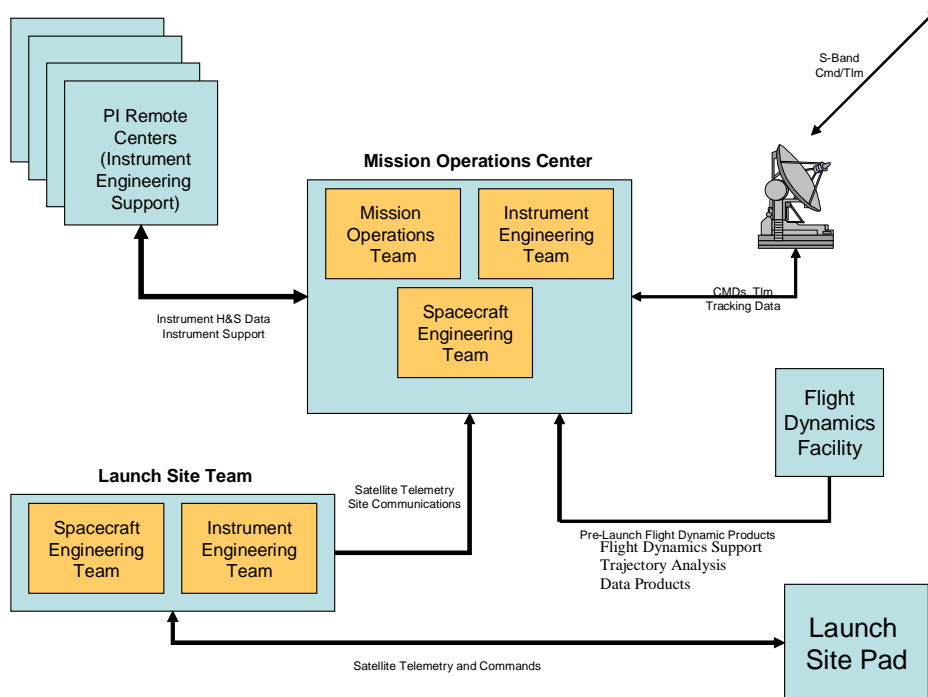 S-Band
Cmd/Tlm
PI Remote
Centers
(Instrument
Engineering
Support)
Mission Operations Center
Mission
Operations
Team
Instrument
Engineering
Team
Spacecraft
Engineering
Team
CMDs, Tlm
Tracking Data
Instrument H&S Data
Instrument Support
Flight
Dynamics
Facility
Launch Site Team
Spacecraft
Engineering
Team
Instrument
Engineering
Team
Satellite Telemetry
Site Communications
Pre-Launch Flight Dynamic Products
Flight Dynamics Support
Trajectory Analysis
Data Products
Launch
Site Pad
Satellite Telemetry and Commands